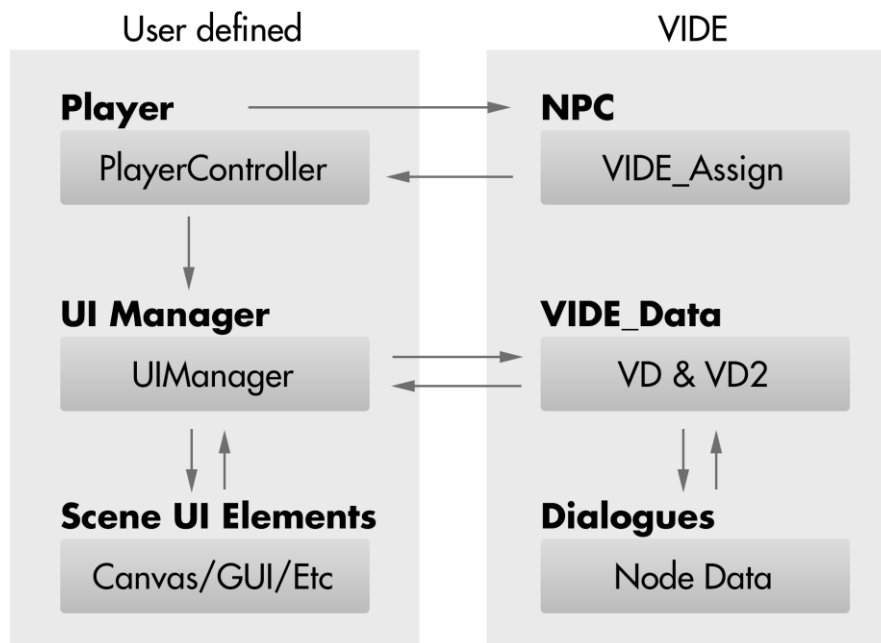 User defined
VIDE
Player
NPC
PlayerController
VIDE_Assign
UI Manager
VIDE_Data
UIManager
VD & VD2
Scene UI Elements
Dialogues
Canvas/GUI/Etc
Node Data